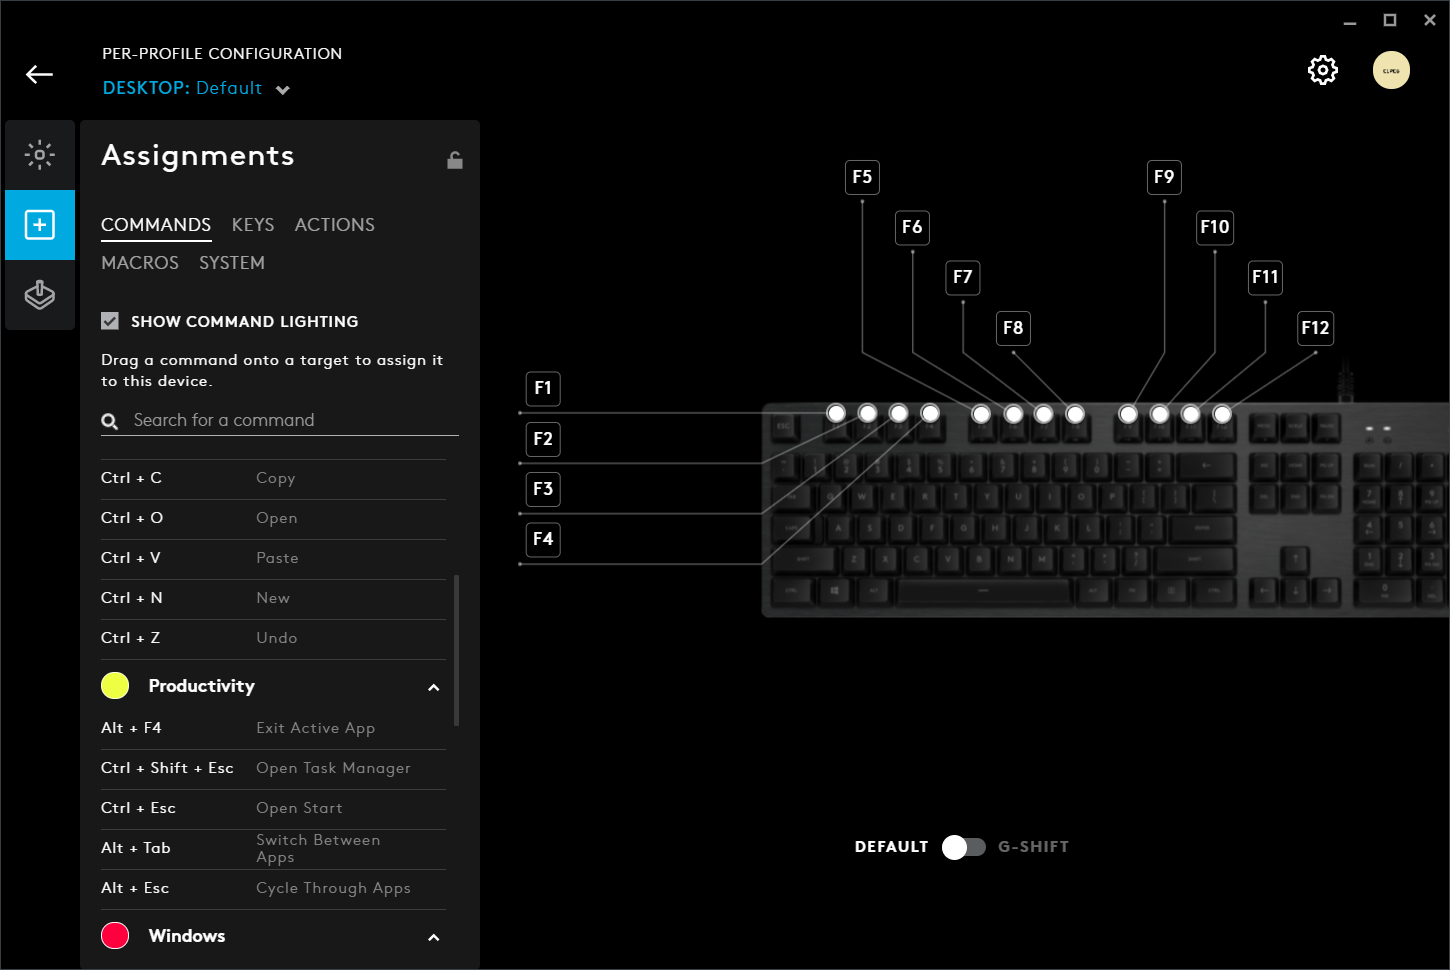 PER-PROFILE CONFIGURATION
DESKTOP: Default
Assignments
COMMANDS KEYS ACTIONS
MACROS SYSTEM
SHOW COMMAND LIGHTING
Drag a command onto a target to assign it
to this device.
Search for a command
Ctrl + C Copy
Ctrl + O Open
Ctrl + V Paste
Ctrl + N New
Ctrl + Z Undo
Productivity
Alt + F4 Exit Active App
Ctrl + Shift + Esc Open Task Manager
Ctrl + Esc Open Start
Alt + Tab Switch Between
Apps
Alt + Esc Cycle Through Apps
Windows
F5
F9
F6
F10
F7
F11
F8
F12
F1
F2
F3
F4
DEFAULT G-SHIFT